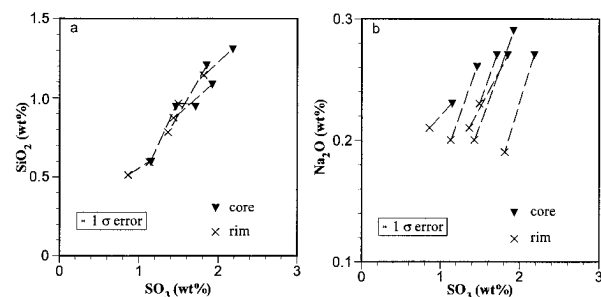 a
1.5
1.0
0.5
0
SiO2 (wt%)
- 1 σ error
▼ core
× rim
0 1 2 3
SO3 (wt%)
b
0.3
0.2
0.1
Na2O (wt%)
- 1 σ error
▼ core
× rim
0 1 2 3
SO3 (wt%)